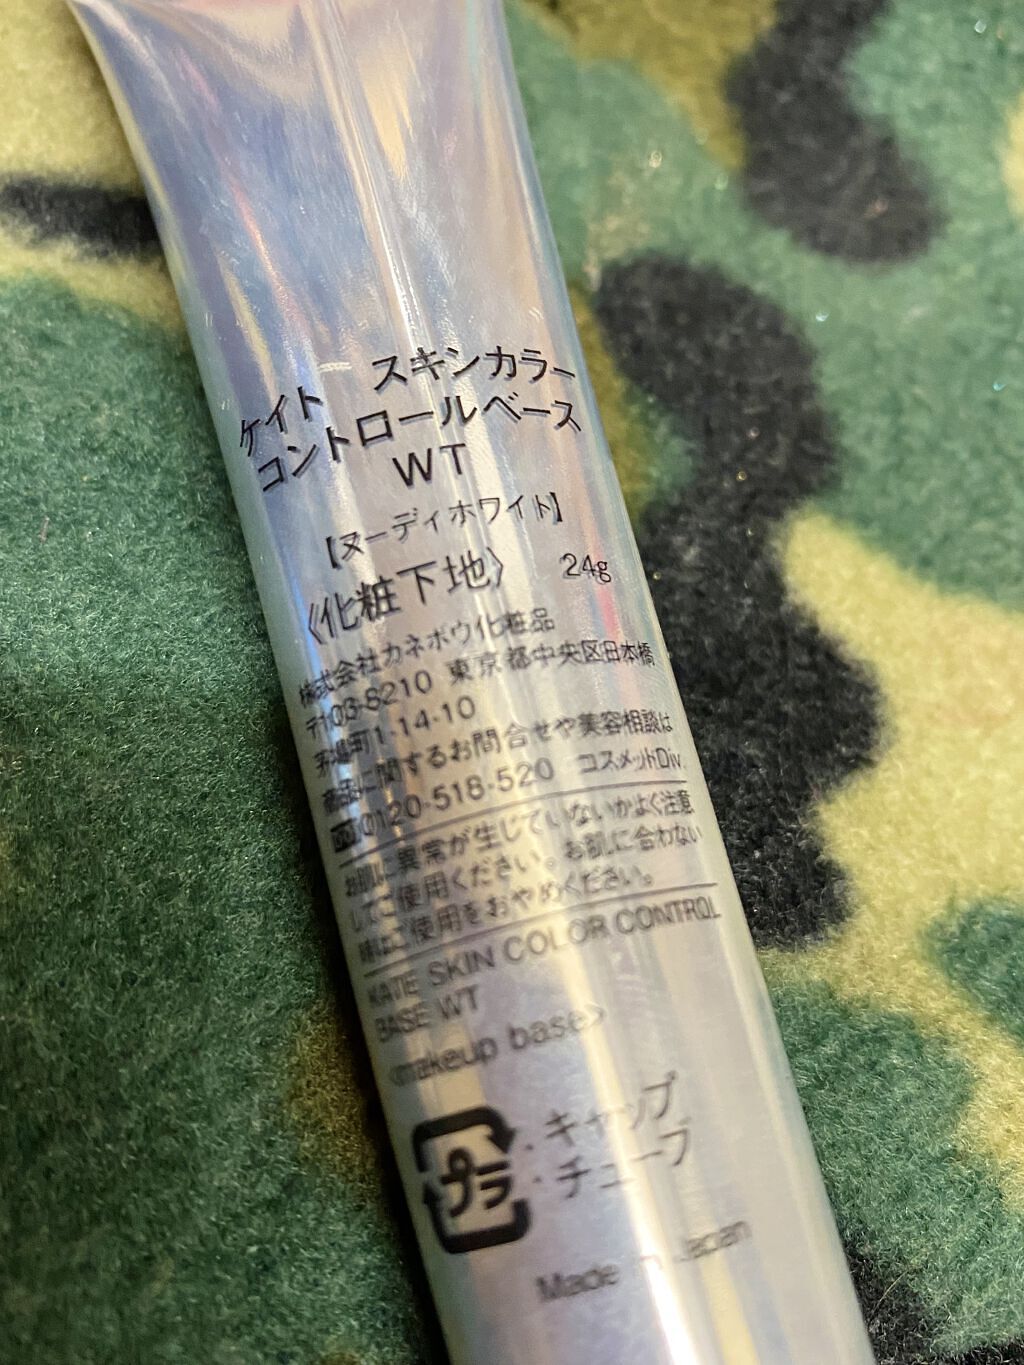 ケイト スキンカラー
コントロールベース
WT
【ヌーディホワイト】
〈化粧下地〉 24g
株式会社カネボウ化粧品
〒103-8210 東京都中央区日本橋
茅場町1-14-10
商品に関するお問合せや美容相談は
0120-518-520 コスメットDiv.
お肌に異常が生じていないかよく注意
してご使用ください。お肌に合わない
時はご使用をおやめください。
KATE SKIN COLOR CONTROL
BASE WT
<makeup base>
プラ
・キャップ
・チューブ
Made in Japan